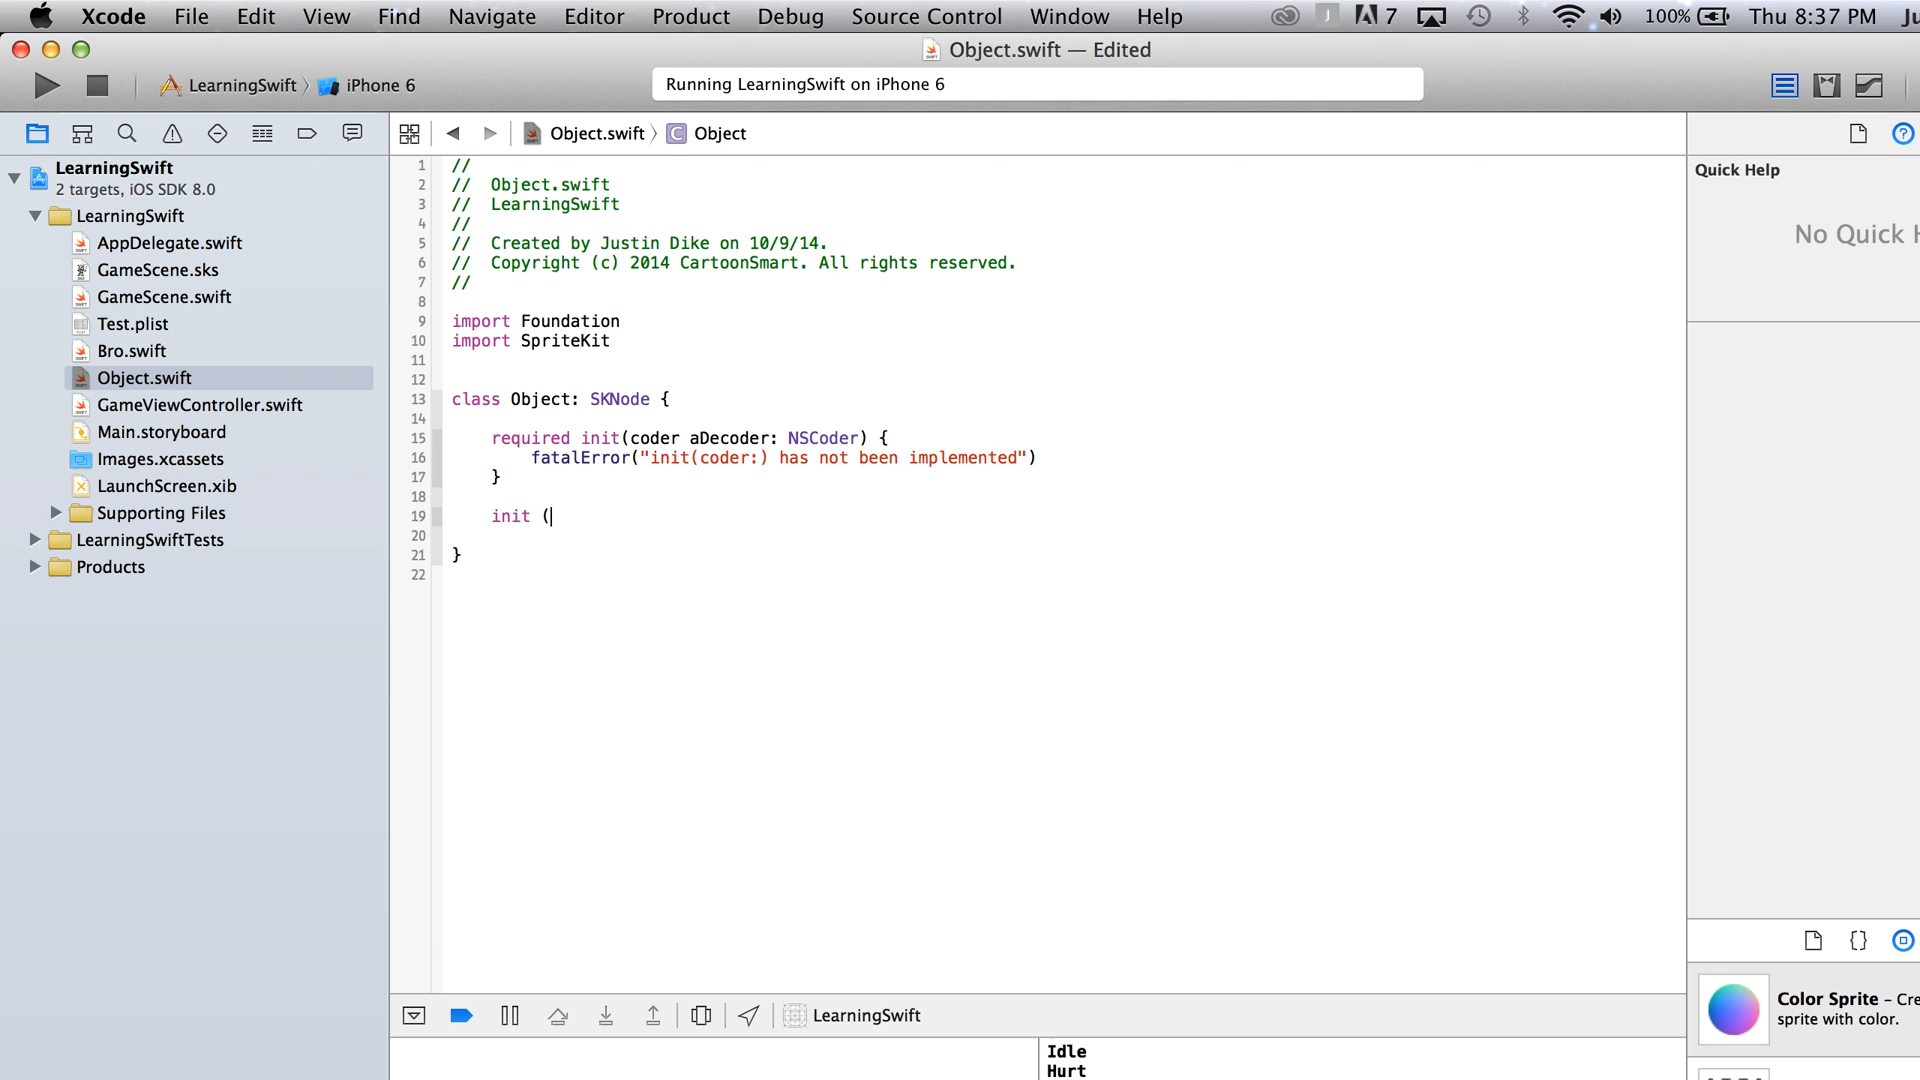 Xcode File Edit View Find Navigate Editor Product Debug Source Control Window Help 7 100% Thu 8:37 PM Ju
Object.swift — Edited
LearningSwift iPhone 6
Running LearningSwift on iPhone 6
Object.swift C Object
LearningSwift
2 targets, iOS SDK 8.0
LearningSwift
AppDelegate.swift
GameScene.sks
GameScene.swift
Test.plist
Bro.swift
Object.swift
GameViewController.swift
Main.storyboard
Images.xcassets
LaunchScreen.xib
Supporting Files
LearningSwiftTests
Products
1 //
2 //  Object.swift
3 //  LearningSwift
4 //
5 //  Created by Justin Dike on 10/9/14.
6 //  Copyright (c) 2014 CartoonSmart. All rights reserved.
7 //
8
9 import Foundation
10 import SpriteKit
11
12
13 class Object: SKNode {
14
15     required init(coder aDecoder: NSCoder) {
16         fatalError("init(coder:) has not been implemented")
17     }
18
19     init (
20
21 }
22
Quick Help
No Quick H
LearningSwift
Idle
Hurt
Color Sprite – Cre
sprite with color.